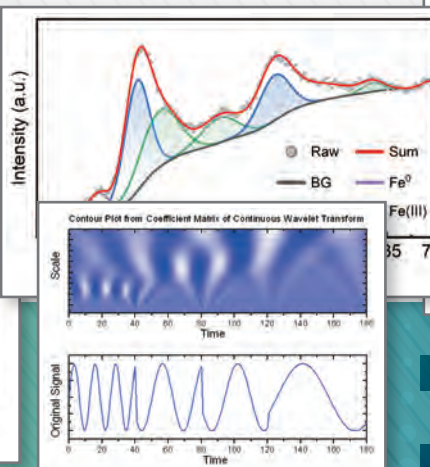 Intensity (a.u.)
Raw
Sum
BG
Fe⁰
Fe(III)
35 7
Contour Plot from Coefficient Matrix of Continuous Wavelet Transform
Scale
0 20 40 60 80 100 120 140 160 180
Time
Original Signal
0 20 40 60 80 100 120 140 160 180
Time